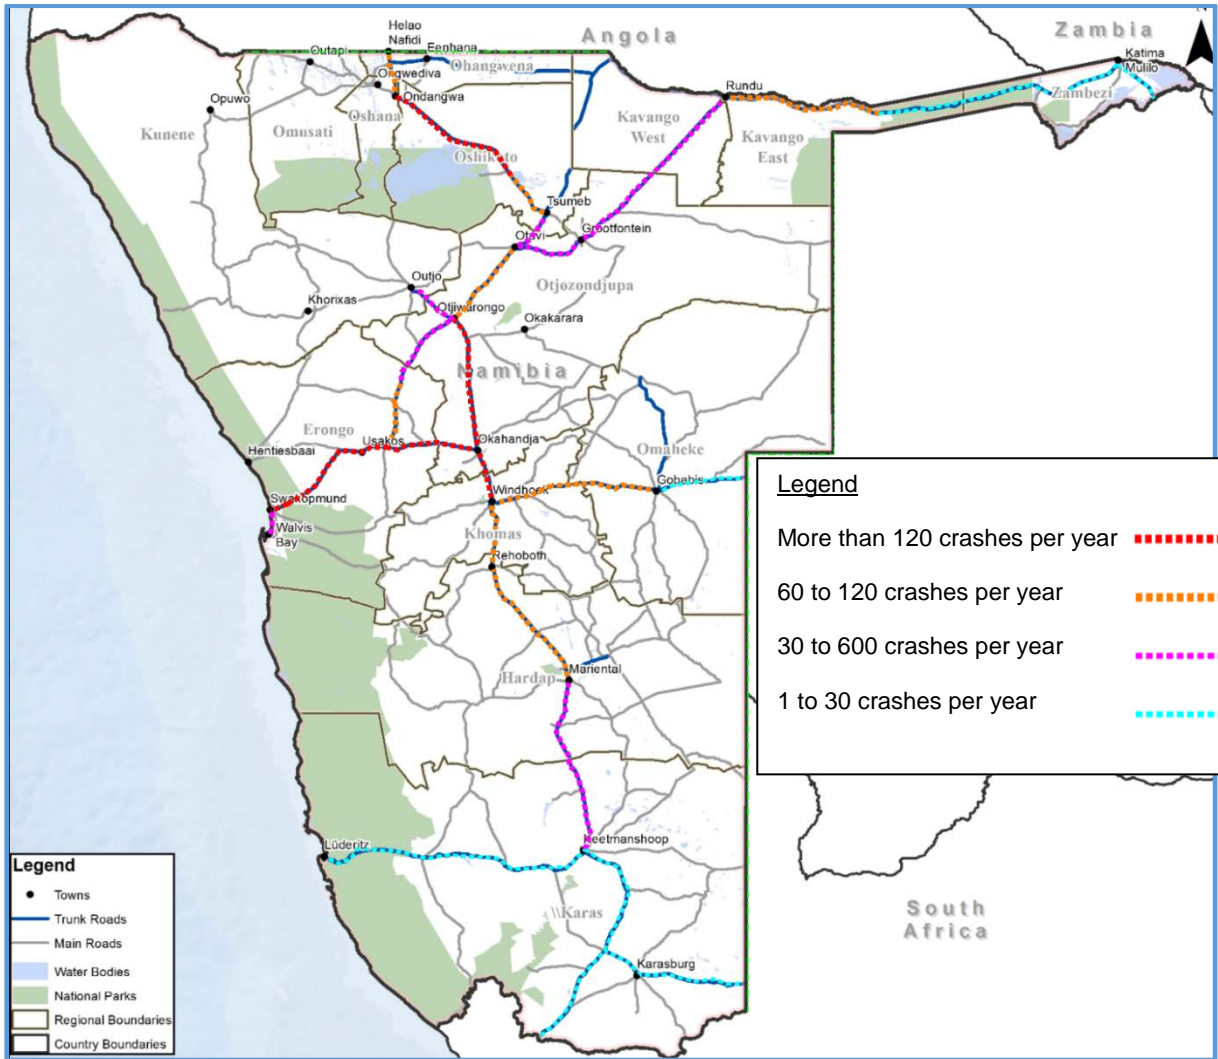 N
Angola
Zambia
Helao
Nafidi
Eenhana
Outapi
Ongwediva
Ohangwena
Ondangwa
Katima
Mulilo
Zambezi
Rundu
Opuwo
Kunene
Omusati
Oshana
Oshikoto
Kavango
West
Kavango
East
Tsumeb
Otavi
Grootfontein
Outjo
Otjozondjupa
Khorixas
Otjiwarongo
Okakarara
Namibia
Erongo
Usakos
Okahandja
Omaheke
Hentiesbaai
Gobabis
Swakopmund
Windhoek
Walvis
Bay
Khomas
Rehoboth
Mariental
Hardap
Lüderitz
Keetmanshoop
\\Karas
Karasburg
South
Africa
Legend
More than 120 crashes per year
60 to 120 crashes per year
30 to 600 crashes per year
1 to 30 crashes per year
Legend
Towns
Trunk Roads
Main Roads
Water Bodies
National Parks
Regional Boundaries
Country Boundaries